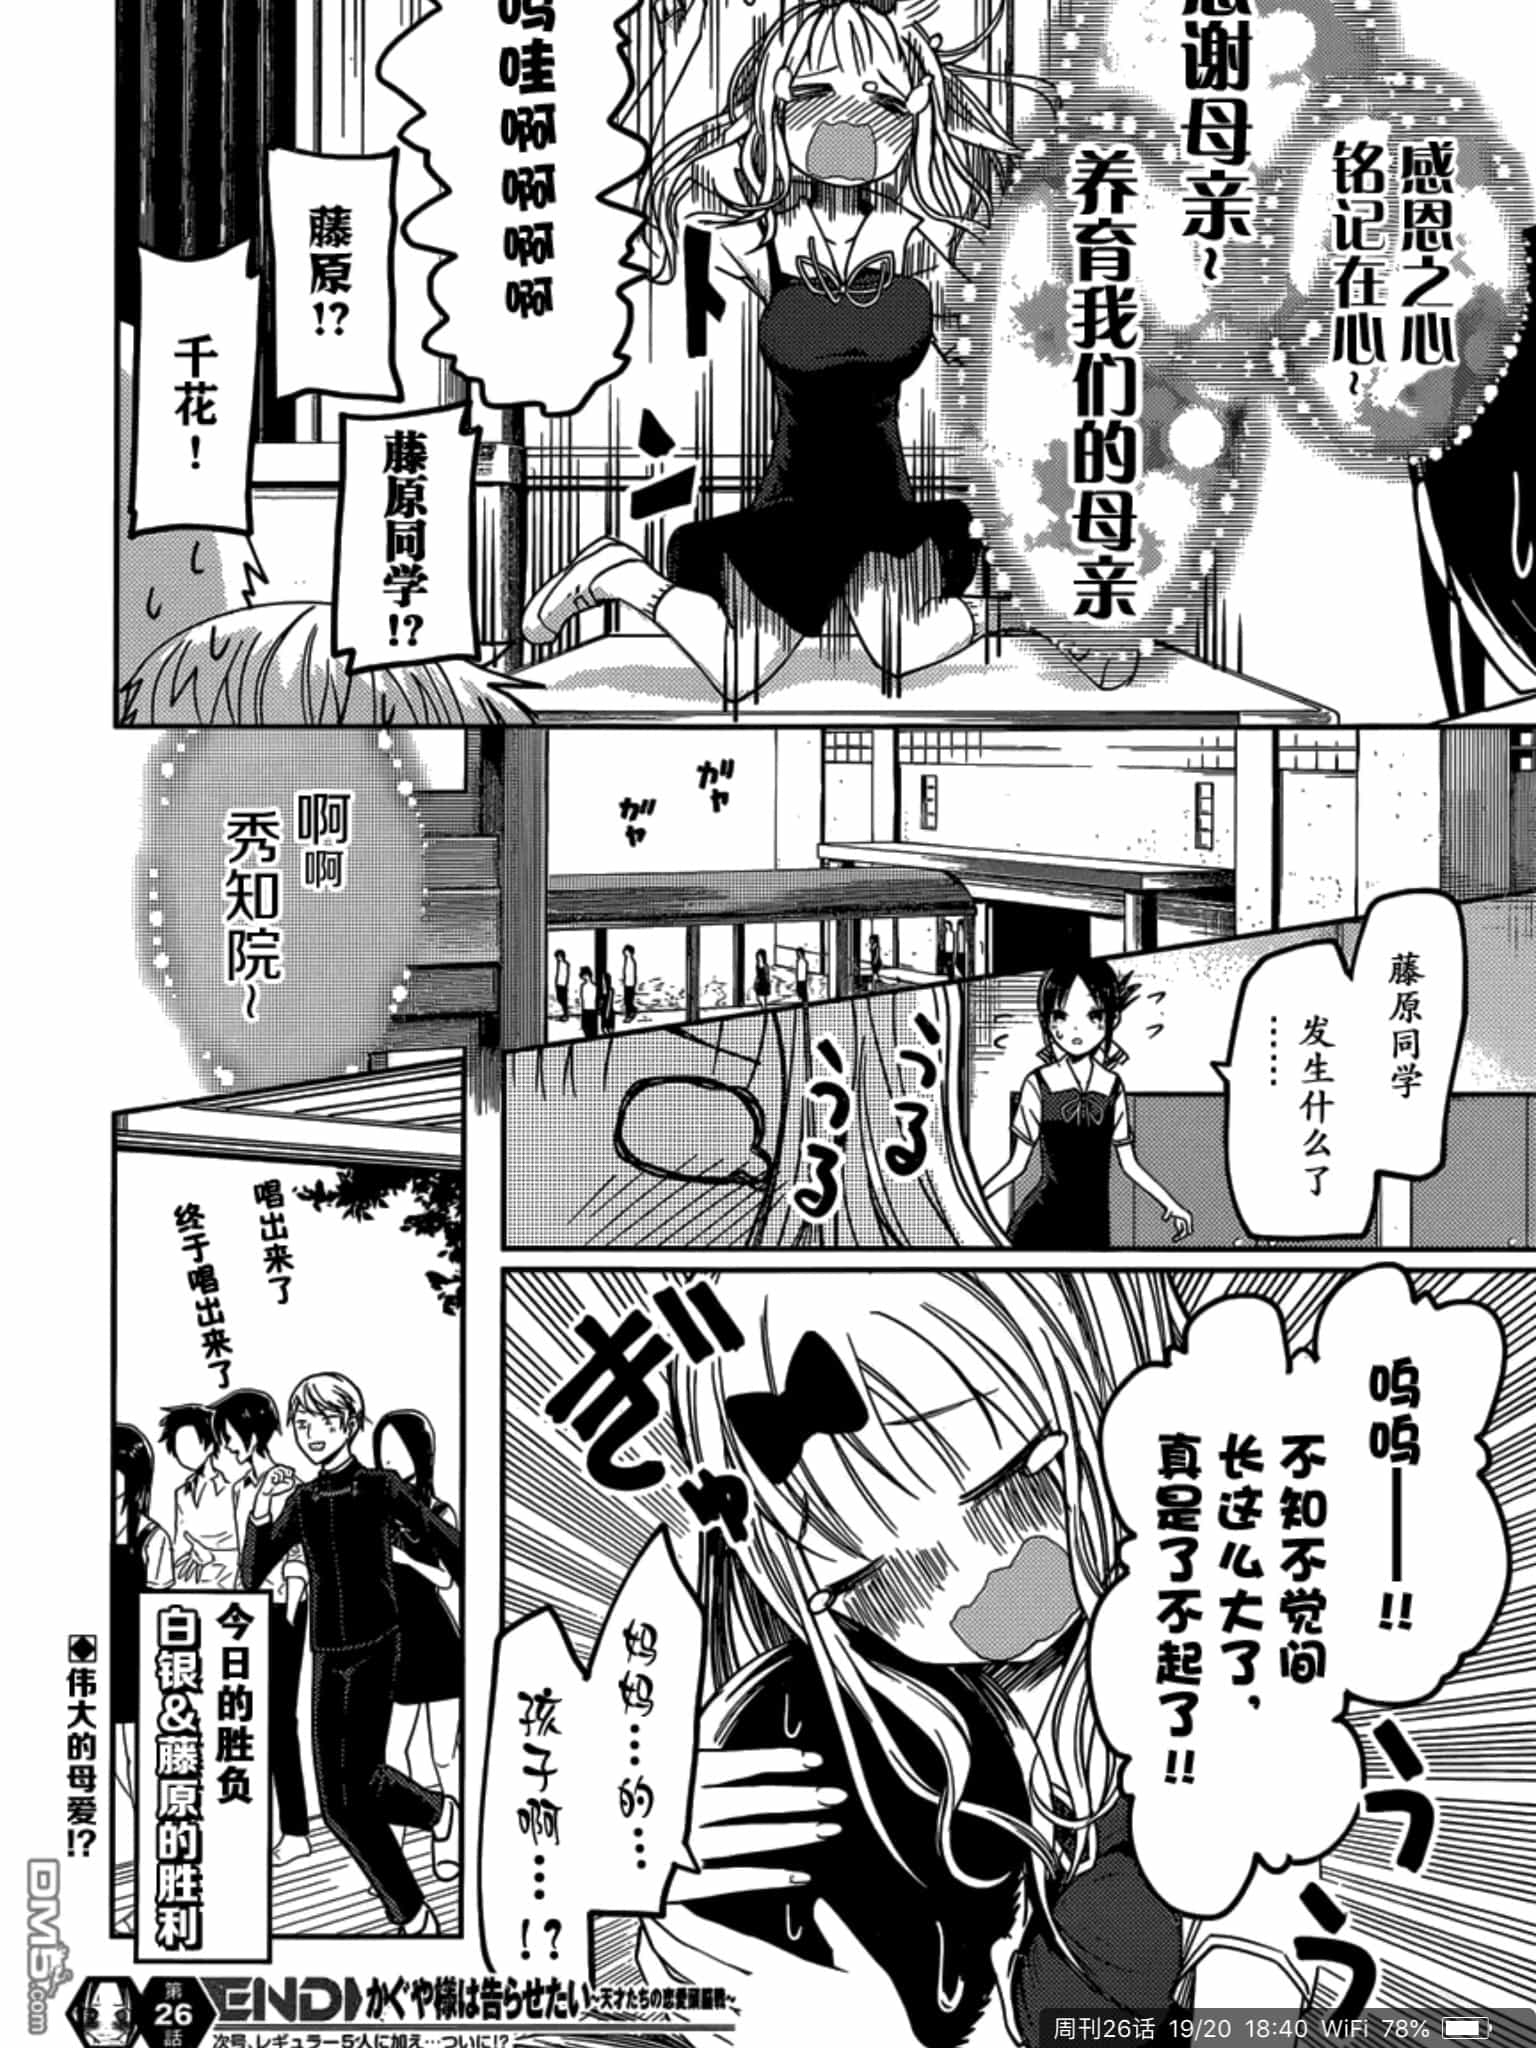 感恩之心
铭记在心~
感谢母亲~
养育我们的母亲
呜哇啊啊啊啊
ドン
藤原!?
千花！
藤原同学!?
ガヤ
ガヤ
啊啊
秀知院~
藤原同学
发生什么了
……
うる
うる
呜呜——!!
不知不觉间
长这么大了，
真是了不起了!!
ぎゅ
うう
妈妈……的……
孩子啊……!?
唱出来了
终于唱出来了
今日的胜负
白银&藤原的胜利
◆伟大的母爱!?
DM5.com
第26話
END
かぐや様は告らせたい~天才たちの恋愛頭脳戦~
次号、レギュラー5人に加え…ついに!?
周刊26话 19/20 18:40 WiFi 78%